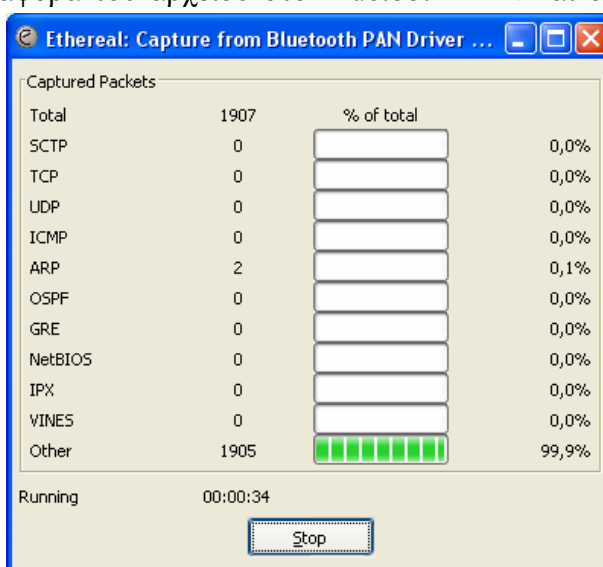 Ethereal: Capture from Bluetooth PAN Driver ...
Captured Packets
Total 1907 % of total
SCTP 0 0,0%
TCP 0 0,0%
UDP 0 0,0%
ICMP 0 0,0%
ARP 2 0,1%
OSPF 0 0,0%
GRE 0 0,0%
NetBIOS 0 0,0%
IPX 0 0,0%
VINES 0 0,0%
Other 1905 99,9%
Running 00:00:34
Stop